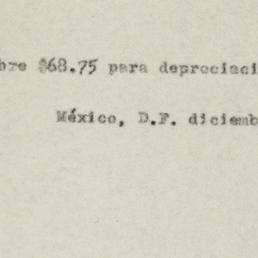 bre $68.75 para depreciaci
México, D.F. diciemb